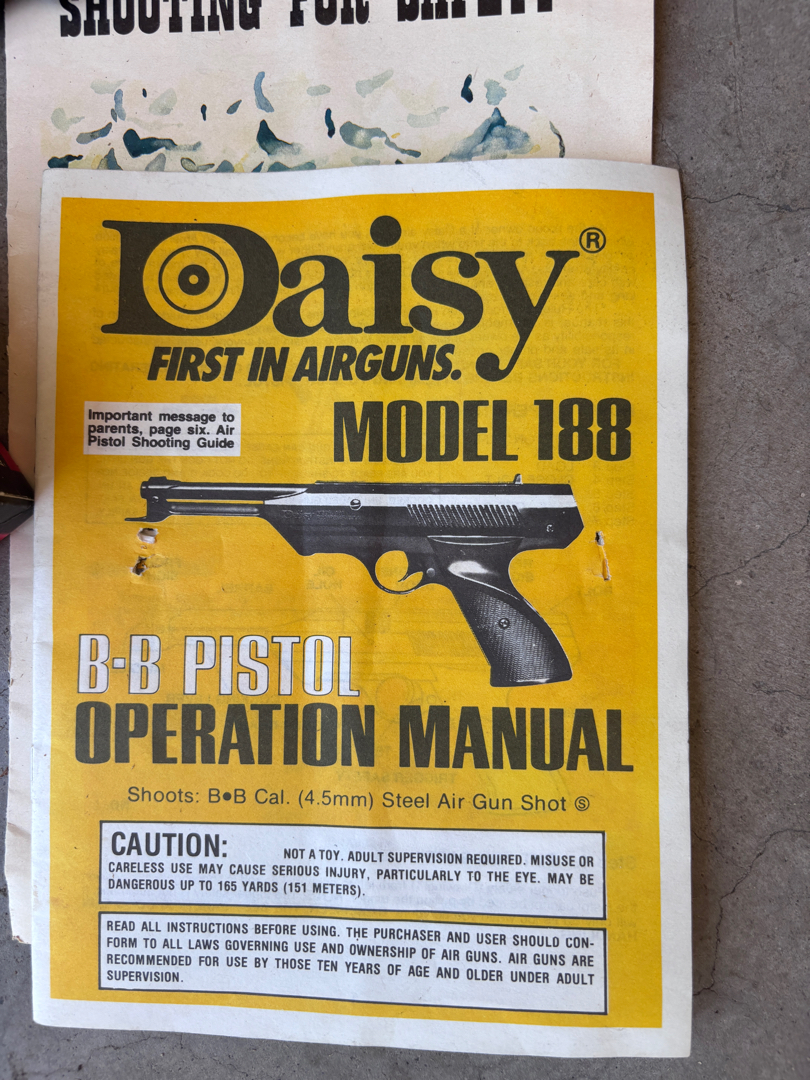 SHOOTING FOR SAFETY
Daisy®
FIRST IN AIRGUNS.
Important message to
parents, page six. Air
Pistol Shooting Guide
MODEL 188
B-B PISTOL
OPERATION MANUAL
Shoots: B•B Cal. (4.5mm) Steel Air Gun Shot Ⓢ
CAUTION: NOT A TOY. ADULT SUPERVISION REQUIRED. MISUSE OR
CARELESS USE MAY CAUSE SERIOUS INJURY, PARTICULARLY TO THE EYE. MAY BE
DANGEROUS UP TO 165 YARDS (151 METERS).
READ ALL INSTRUCTIONS BEFORE USING. THE PURCHASER AND USER SHOULD CON-
FORM TO ALL LAWS GOVERNING USE AND OWNERSHIP OF AIR GUNS. AIR GUNS ARE
RECOMMENDED FOR USE BY THOSE TEN YEARS OF AGE AND OLDER UNDER ADULT
SUPERVISION.